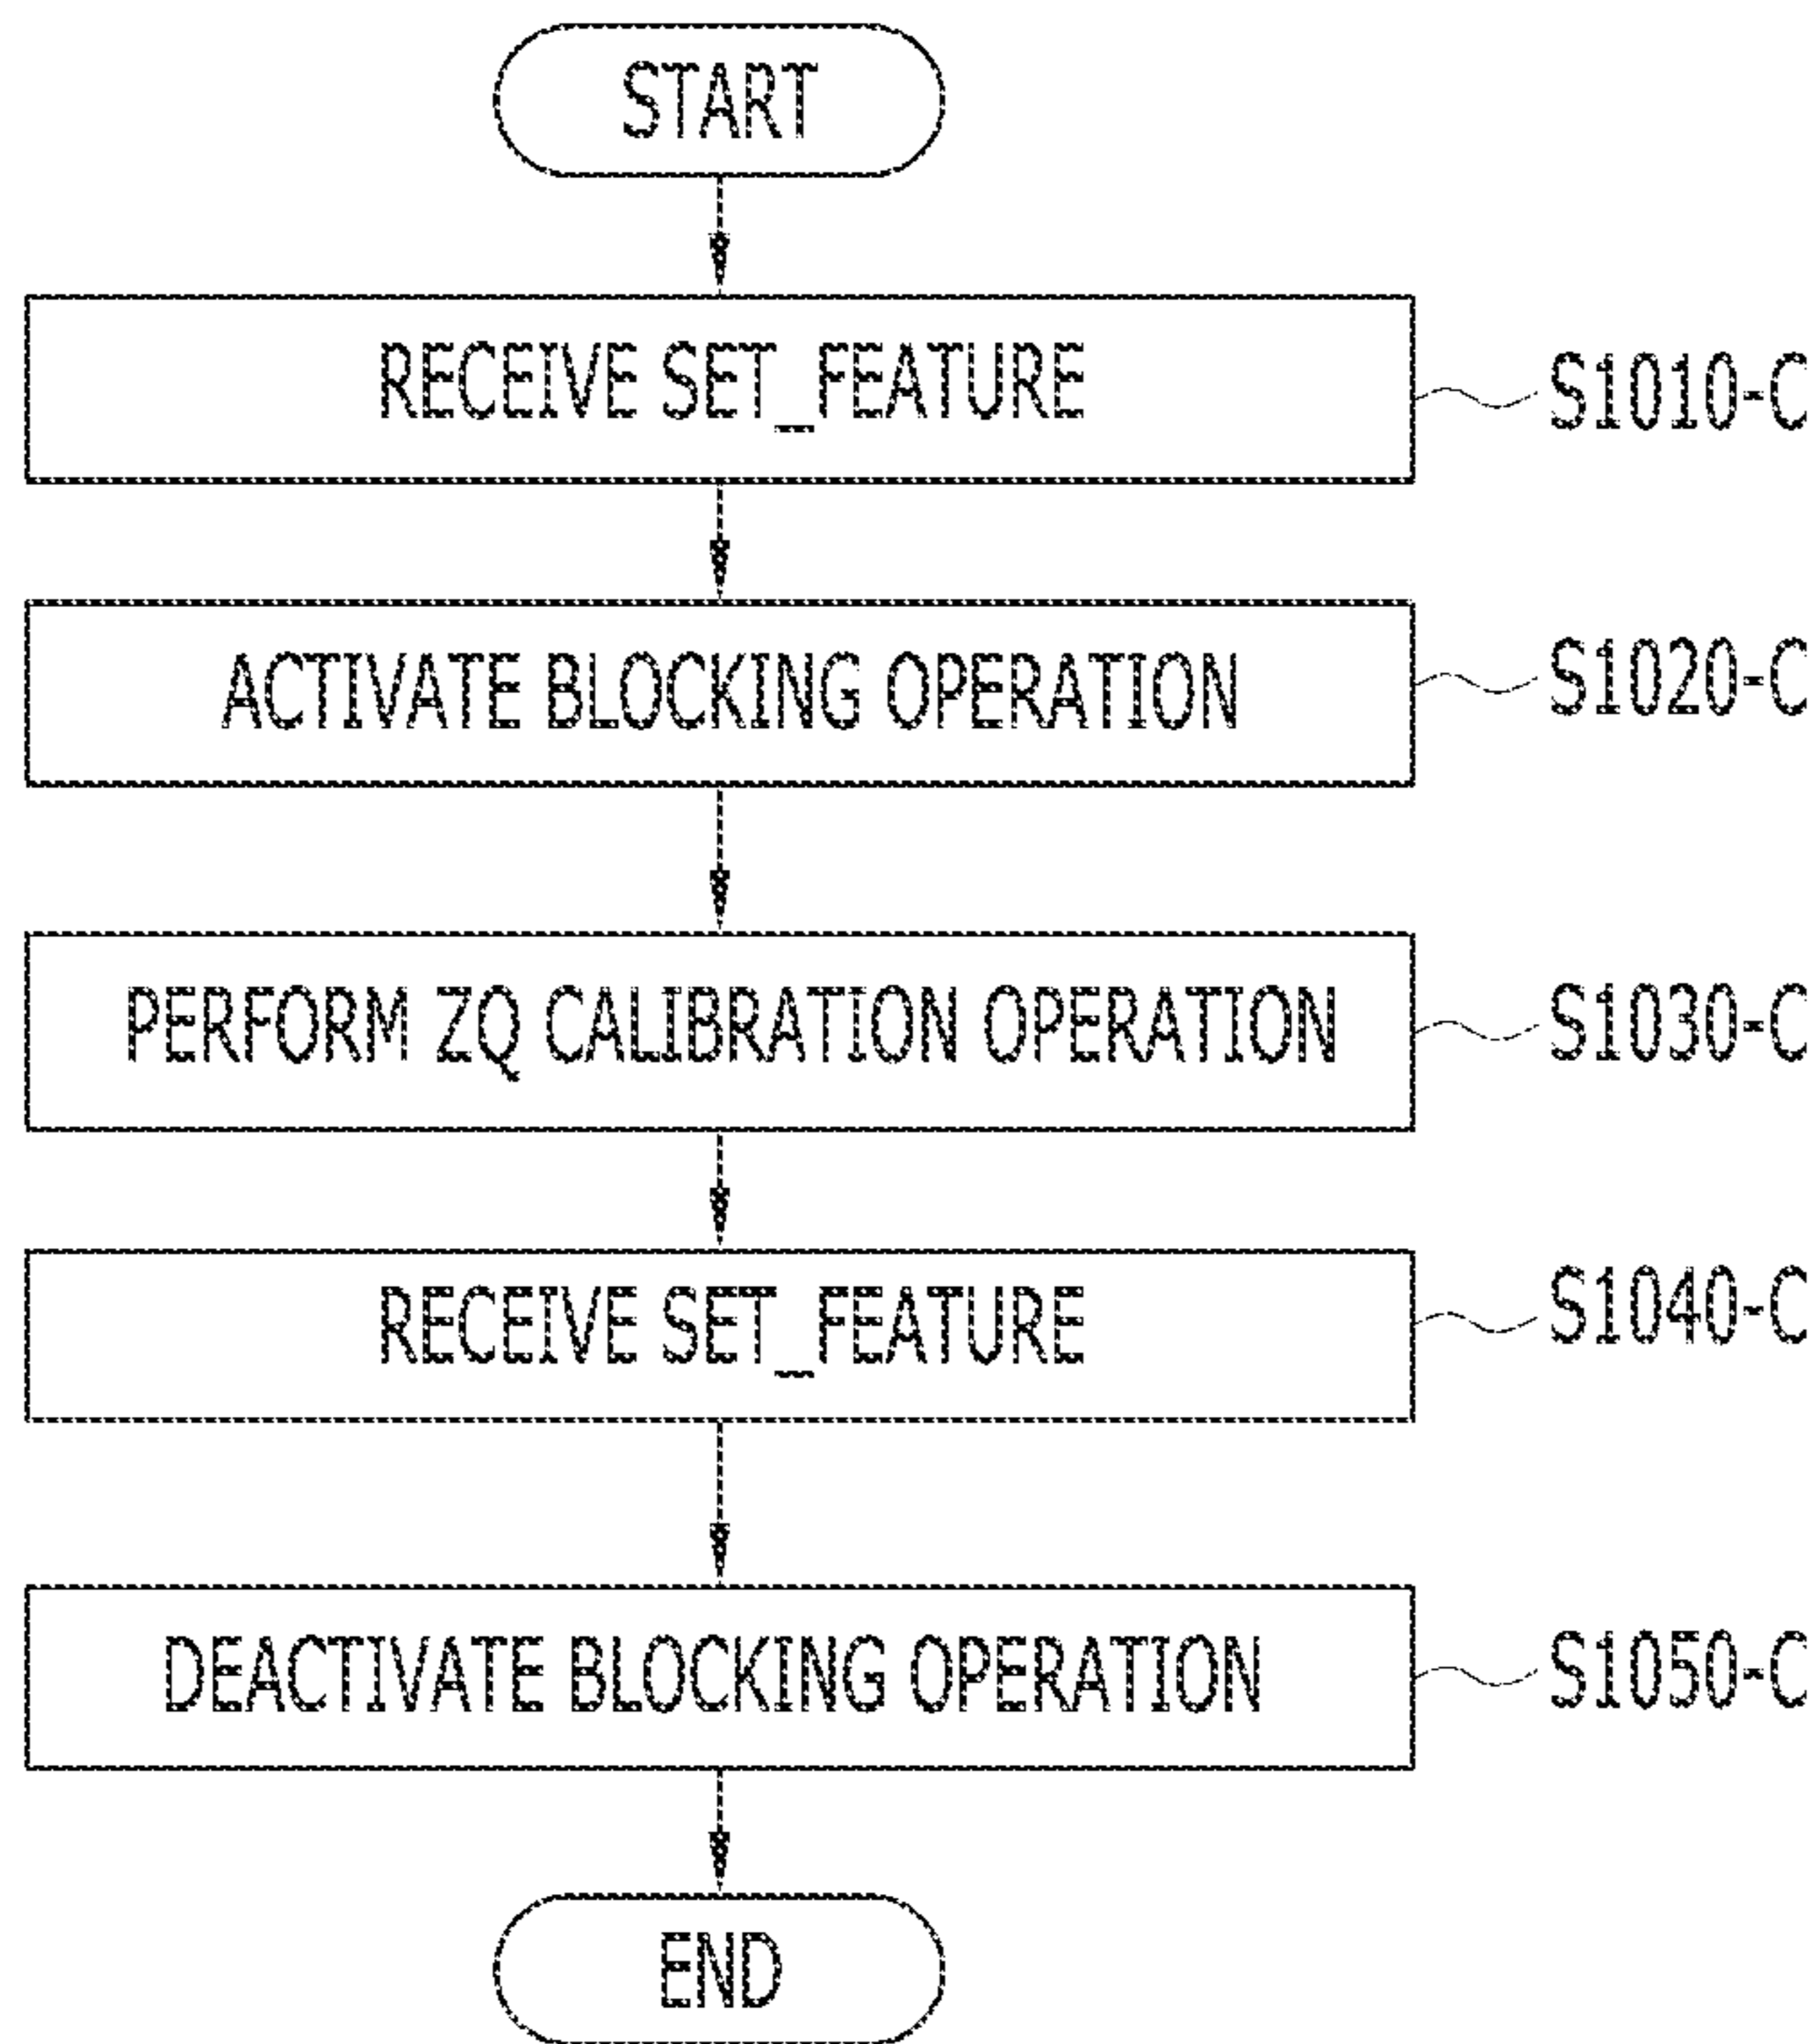 START
RECEIVE SET_FEATURE
S1010-C
ACTIVATE BLOCKING OPERATION
S1020-C
PERFORM ZQ CALIBRATION OPERATION
S1030-C
RECEIVE SET_FEATURE
S1040-C
DEACTIVATE BLOCKING OPERATION
S1050-C
END